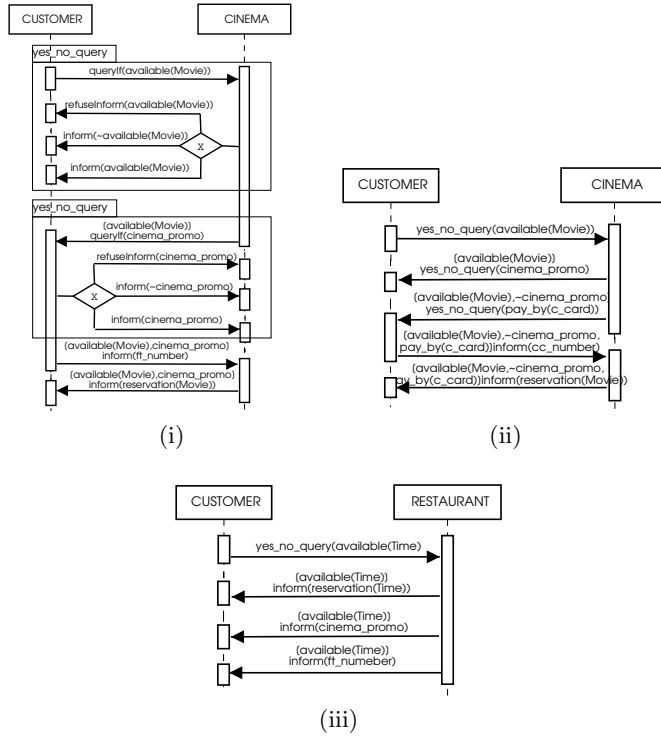 CUSTOMER
CINEMA
yes_no_query
queryIf(available(Movie))
refuseInform(available(Movie))
inform(~available(Movie))
X
inform(available(Movie))
yes_no_query
[available(Movie)]
queryIf(cinema_promo)
refuseInform(cinema_promo)
X
inform(~cinema_promo)
inform(cinema_promo)
[available(Movie),cinema_promo]
inform(ft_number)
[available(Movie),cinema_promo]
inform(reservation(Movie))
(i)
CUSTOMER
CINEMA
yes_no_query(available(Movie))
[available(Movie)]
yes_no_query(cinema_promo)
[available(Movie),~cinema_promo]
yes_no_query(pay_by(c_card))
[available(Movie),~cinema_promo,
pay_by(c_card)]inform(cc_number)
[available(Movie,~cinema_promo,
pay_by(c_card)]inform(reservation(Movie))
(ii)
CUSTOMER
RESTAURANT
yes_no_query(available(Time)
[available(Time)]
inform(reservation(Time))
[available(Time)]
inform(cinema_promo)
[available(Time)]
inform(ft_numeber)
(iii)